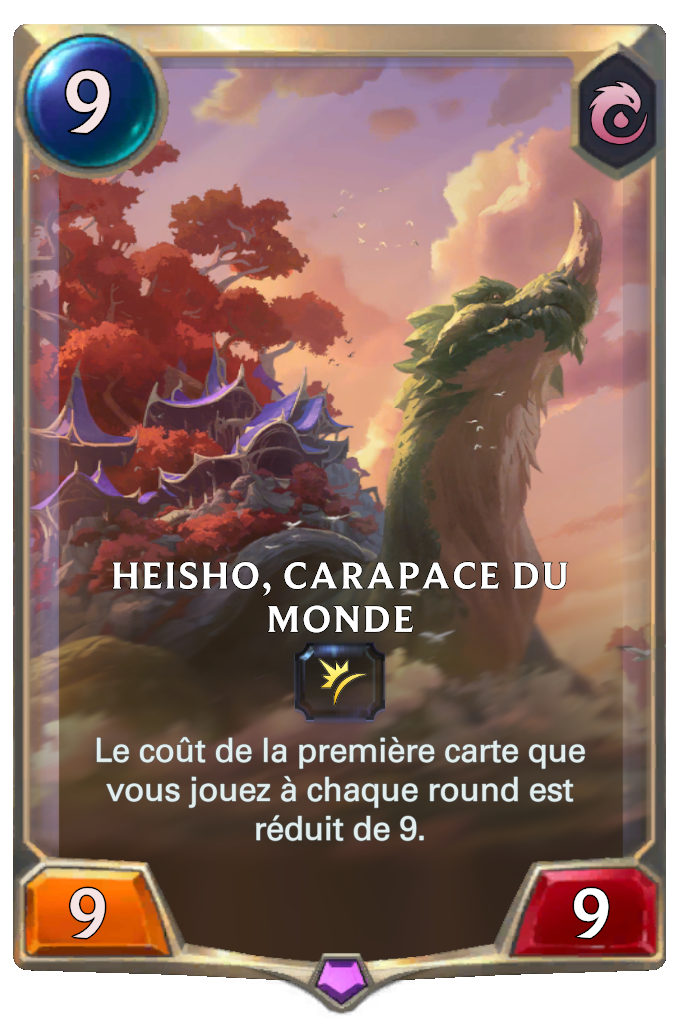 9
HEISHO, CARAPACE DU
MONDE
Le coût de la première carte que
vous jouez à chaque round est
réduit de 9.
9
9